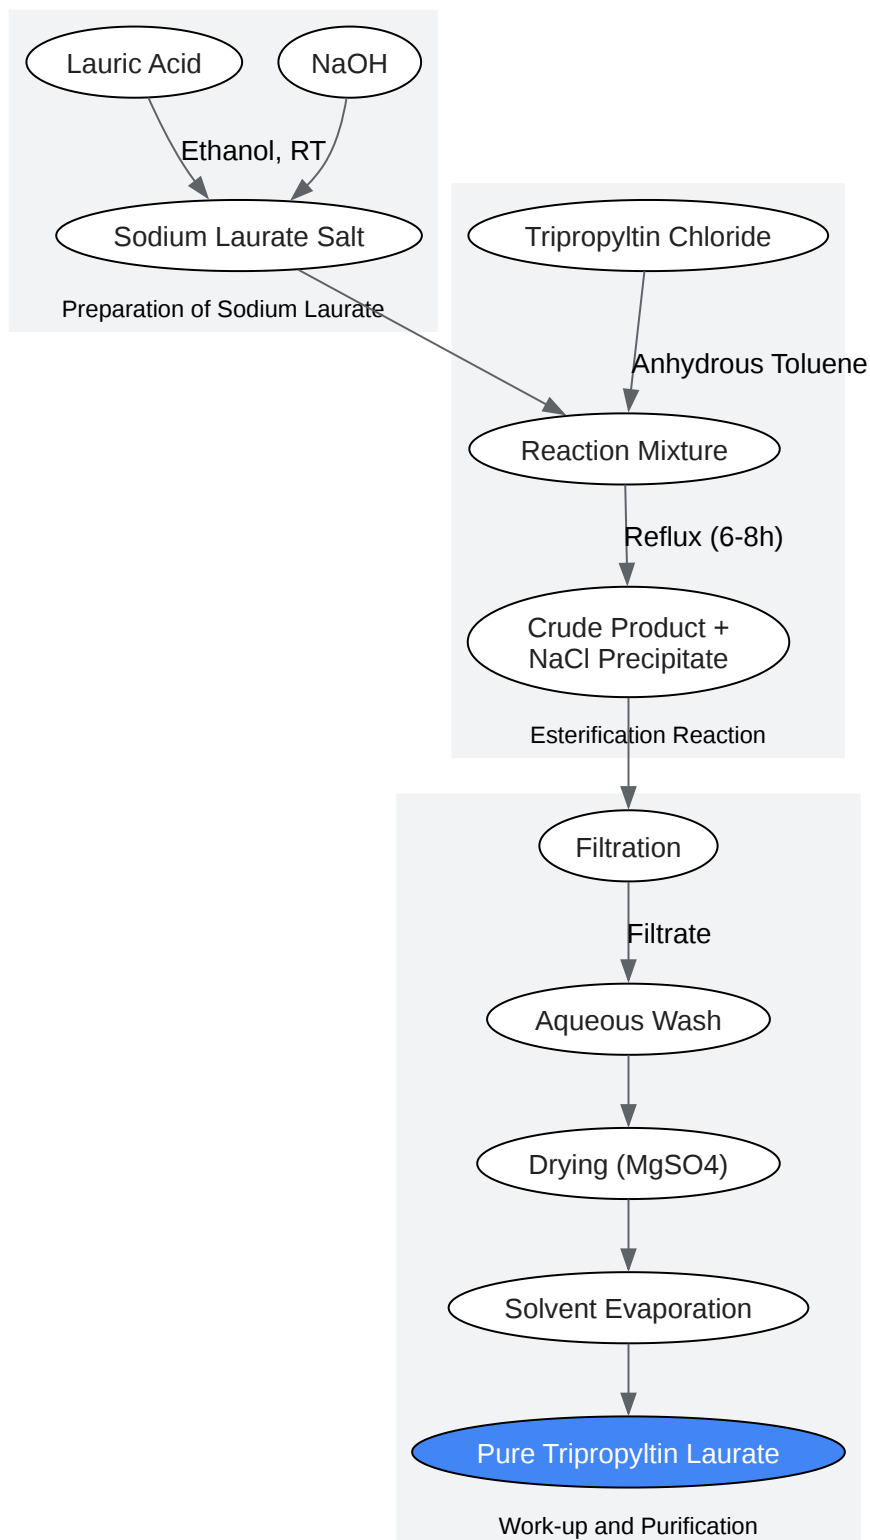 Lauric Acid
NaOH
Ethanol, RT
Sodium Laurate Salt
Preparation of Sodium Laurate
Tripropyltin Chloride
Anhydrous Toluene
Reaction Mixture
Reflux (6-8h)
Crude Product +
NaCl Precipitate
Esterification Reaction
Filtration
Filtrate
Aqueous Wash
Drying (MgSO4)
Solvent Evaporation
Pure Tripropyltin Laurate
Work-up and Purification